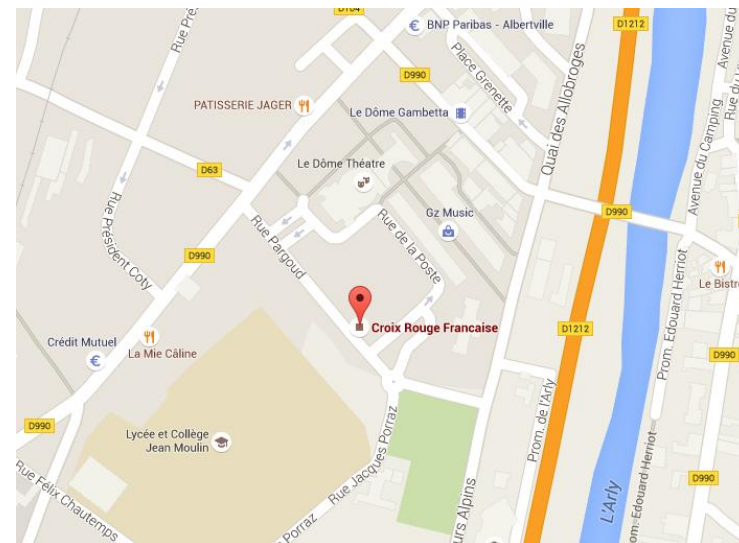 D104
BNP Paribas - Albertville
D1212
Rue Pré
Place Grenette
Quai des Allobroges
Avenue du
D990
PATISSERIE JAGER
Le Dôme Gambetta
Avenue du Camping
Rue du
Le Dôme Théatre
D63
Gz Music
D990
Rue Président Coty
Rue Pargoud
Rue de la Poste
D990
Le Bistr
Prom. Edouard Herriot
Croix Rouge Francaise
D1212
Crédit Mutuel
La Mie Câline
D990
Prom. de l'Arly
D990
Lycée et Collège
Jean Moulin
Rue Jacques Porraz
D990
Rue Félix Chautemps
Porraz
urs Alpins
L'Arly
om. Edouard Herriot